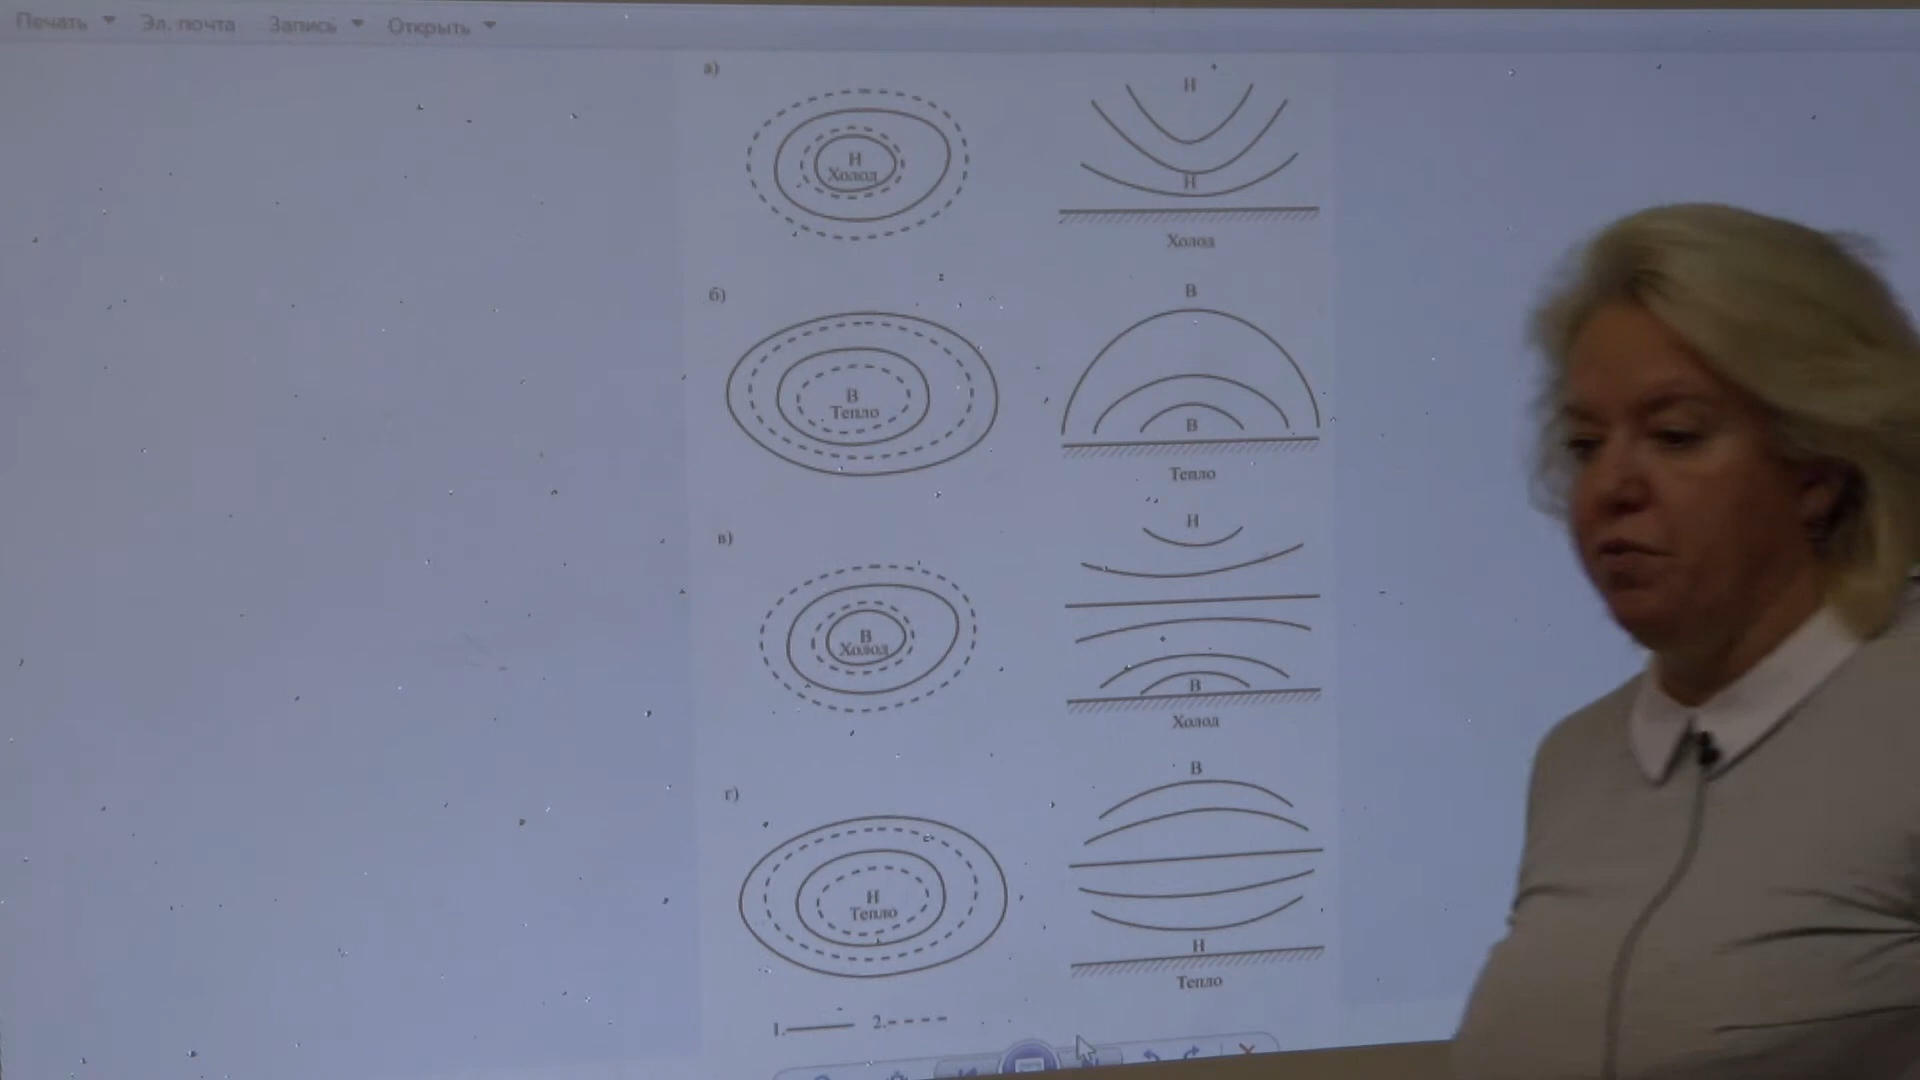 Печать Эл. почта Запись Открыть
а)
Н
Холод
Н
Н
Холод
б)
В
Тепло
В
В
Тепло
в)
В
Холод
Н
В
Холод
г)
Н
Тепло
В
Н
Тепло
1. 2.